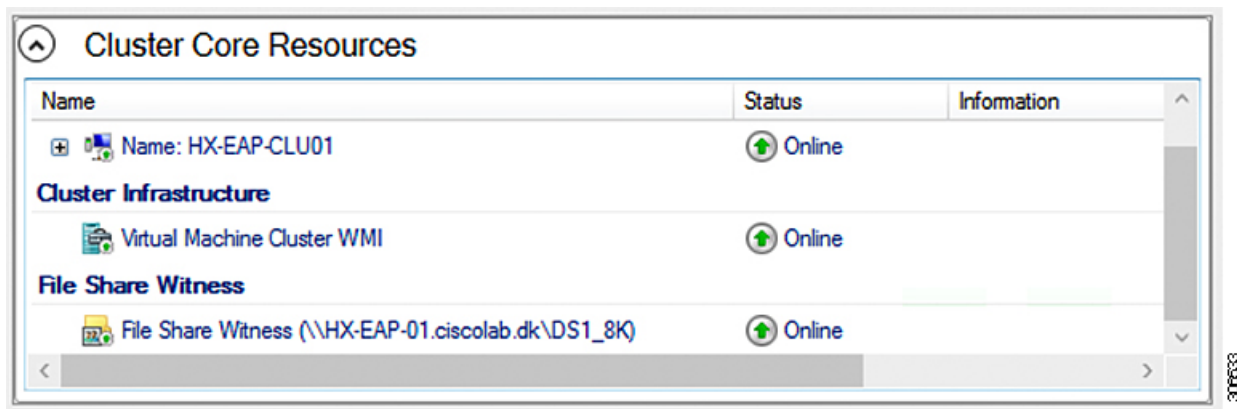 Cluster Core Resources
Name Status Information
Name: HX-EAP-CLU01 Online
Cluster Infrastructure
Virtual Machine Cluster WMI Online
File Share Witness
File Share Witness (\\HX-EAP-01.ciscolab.dk\DS1_8K) Online